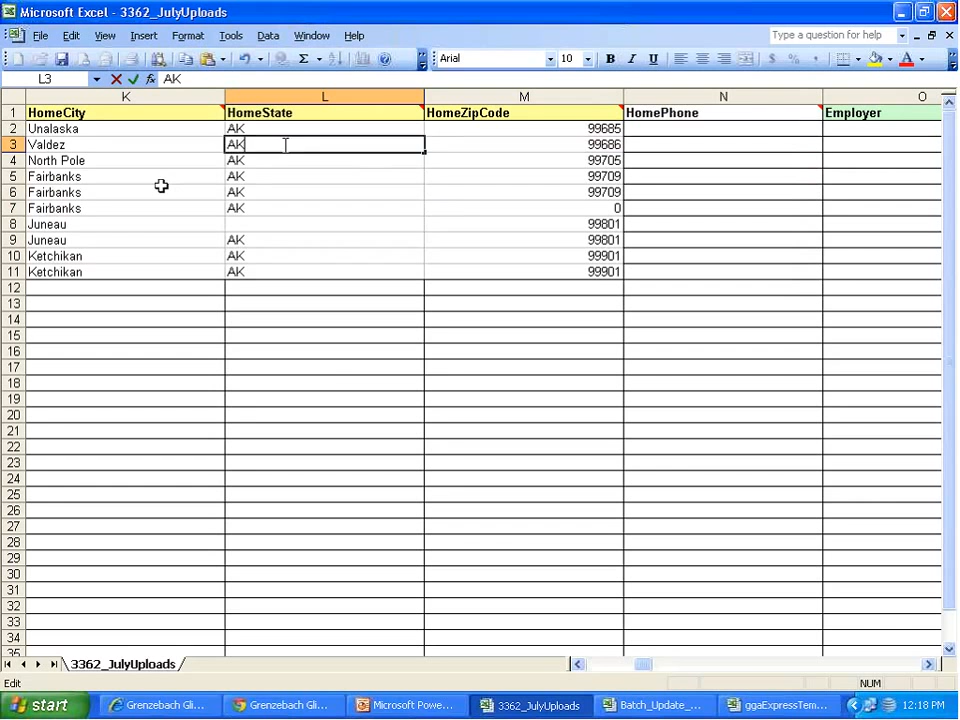 Microsoft Excel - 3362_JulyUploads
File Edit View Insert Format Tools Data Window Help Type a question for help
Arial 10 B I U $ % A
L3 fx AK
K L M N O
1 HomeCity HomeState HomeZipCode HomePhone Employer
2 Unalaska AK 99685
3 Valdez AK 99686
4 North Pole AK 99705
5 Fairbanks AK 99709
6 Fairbanks AK 99709
7 Fairbanks AK 0
8 Juneau 99801
9 Juneau AK 99801
10 Ketchikan AK 99901
11 Ketchikan AK 99901
12
13
14
15
16
17
18
19
20
21
22
23
24
25
26
27
28
29
30
31
32
33
34
35
3362_JulyUploads
Edit NUM
start Grenzebach Gli... Grenzebach Gli... Microsoft Powe... 3362_JulyUploads Batch_Update_... ggaExpressTem... 12:18 PM